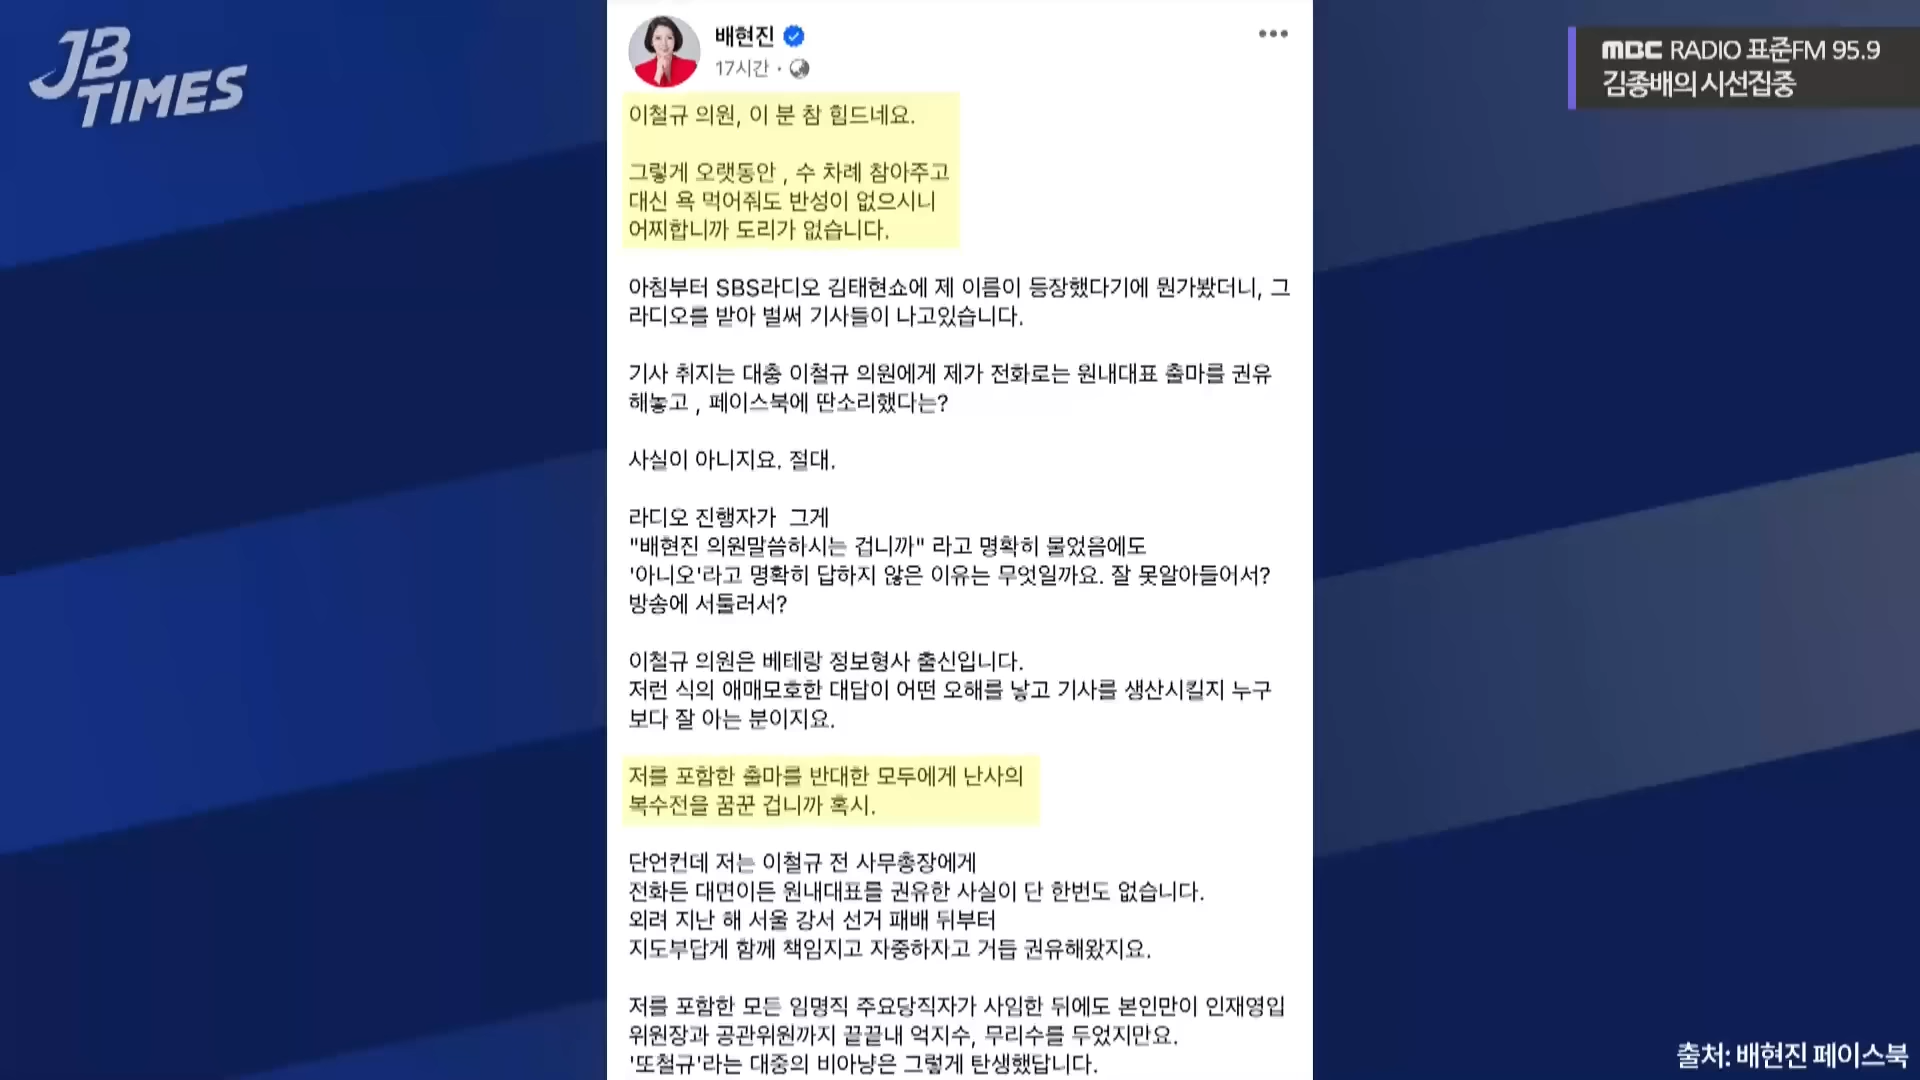 JB
TIMES
배현진
17시간
MBC RADIO 표준FM 95.9
김종배의 시선집중
이철규 의원, 이 분 참 힘드네요.
그렇게 오랫동안 , 수 차례 참아주고
대신 욕 먹어줘도 반성이 없으시니
어찌합니까 도리가 없습니다.
아침부터 SBS라디오 김태현쇼에 제 이름이 등장했다기에 뭔가봤더니, 그
라디오를 받아 벌써 기사들이 나고있습니다.
기사 취지는 대충 이철규 의원에게 제가 전화로는 원내대표 출마를 권유
해놓고 , 페이스북에 딴소리했다는?
사실이 아니지요. 절대.
라디오 진행자가 그게
"배현진 의원말씀하시는 겁니까" 라고 명확히 물었음에도
'아니오'라고 명확히 답하지 않은 이유는 무엇일까요. 잘 못알아들어서?
방송에 서툴러서?
이철규 의원은 베테랑 정보형사 출신입니다.
저런 식의 애매모호한 대답이 어떤 오해를 낳고 기사를 생산시킬지 누구
보다 잘 아는 분이지요.
저를 포함한 출마를 반대한 모두에게 난사의
복수전을 꿈꾼 겁니까 혹시.
단언컨데 저는 이철규 전 사무총장에게
전화든 대면이든 원내대표를 권유한 사실이 단 한번도 없습니다.
외려 지난 해 서울 강서 선거 패배 뒤부터
지도부답게 함께 책임지고 자중하자고 거듭 권유해왔지요.
저를 포함한 모든 임명직 주요당직자가 사임한 뒤에도 본인만이 인재영입
위원장과 공관위원까지 끝끝내 억지수, 무리수를 두었지만요.
'또철규'라는 대중의 비아냥은 그렇게 탄생했답니다.
출처: 배현진 페이스북